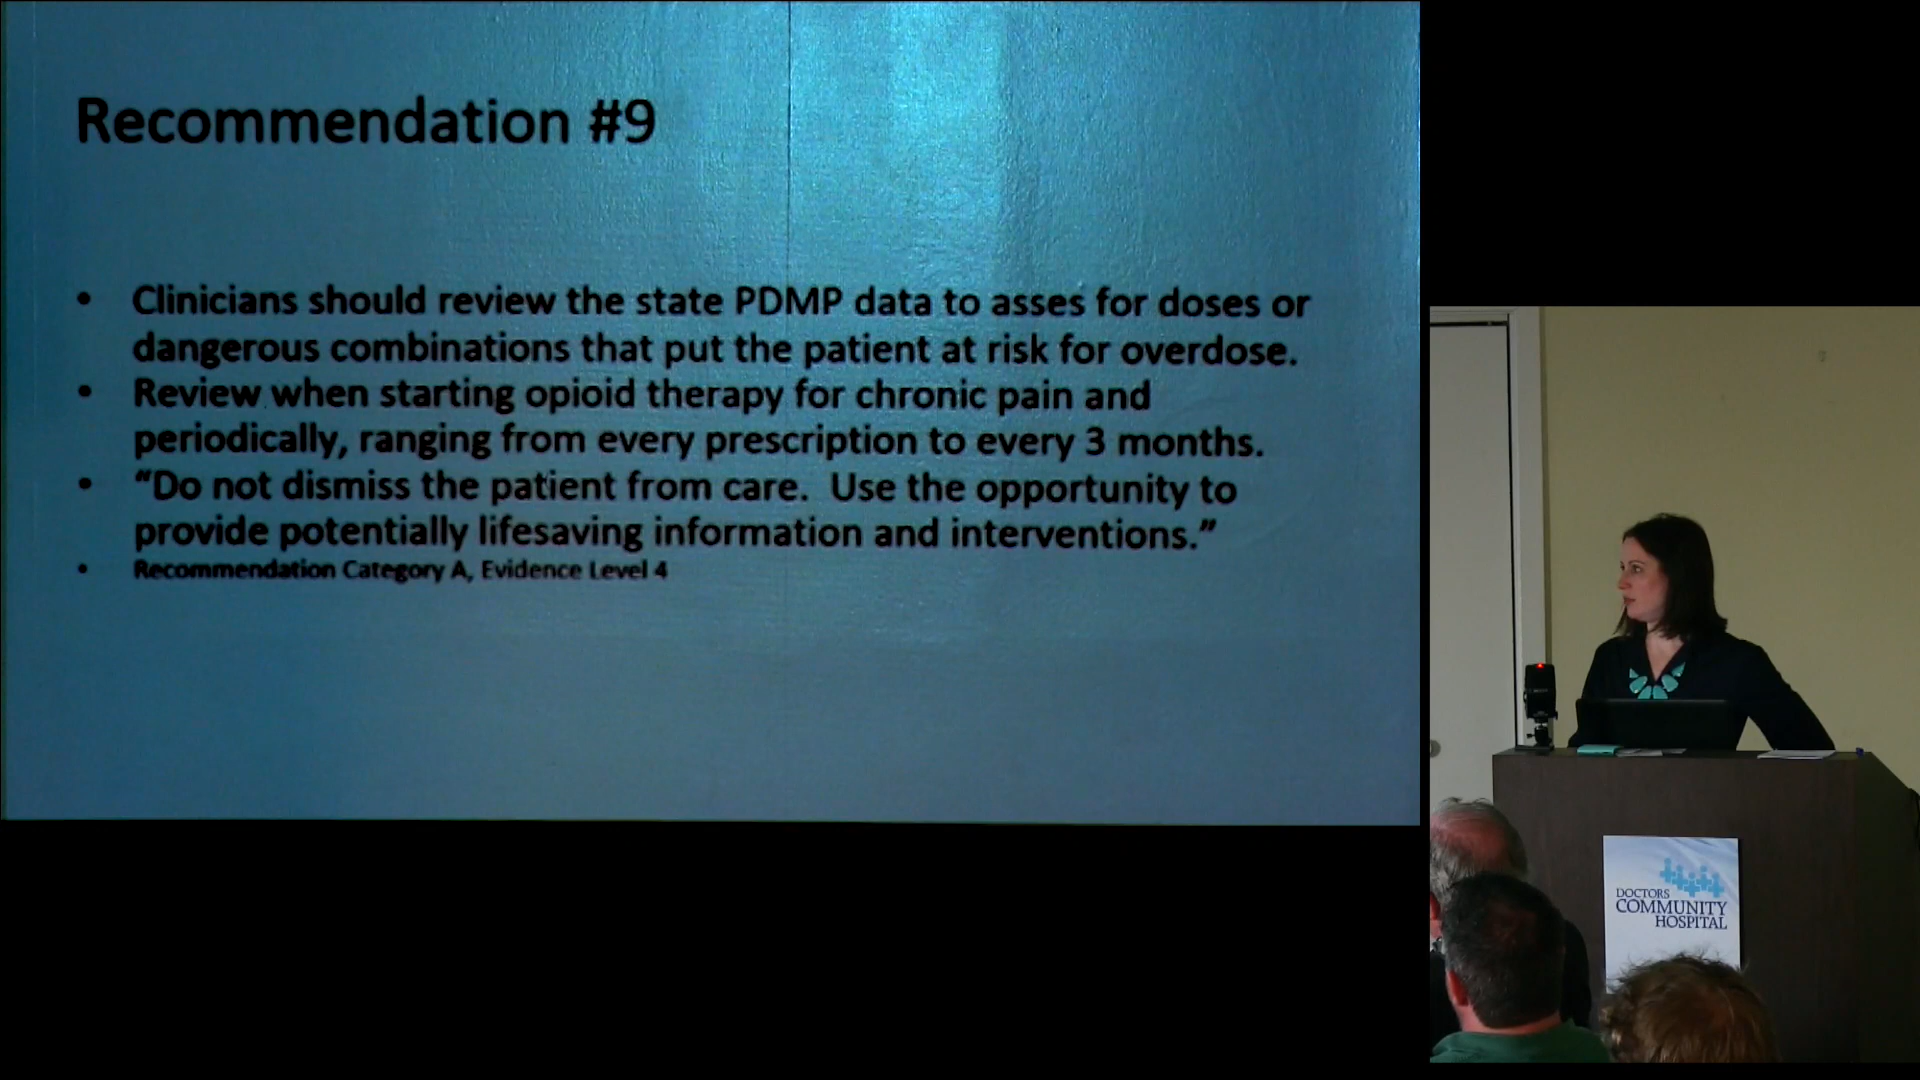 Recommendation #9
• Clinicians should review the state PDMP data to asses for doses or
dangerous combinations that put the patient at risk for overdose.
• Review when starting opioid therapy for chronic pain and
periodically, ranging from every prescription to every 3 months.
• “Do not dismiss the patient from care.  Use the opportunity to
provide potentially lifesaving information and interventions.”
• Recommendation Category A, Evidence Level 4
DOCTORS
COMMUNITY
HOSPITAL